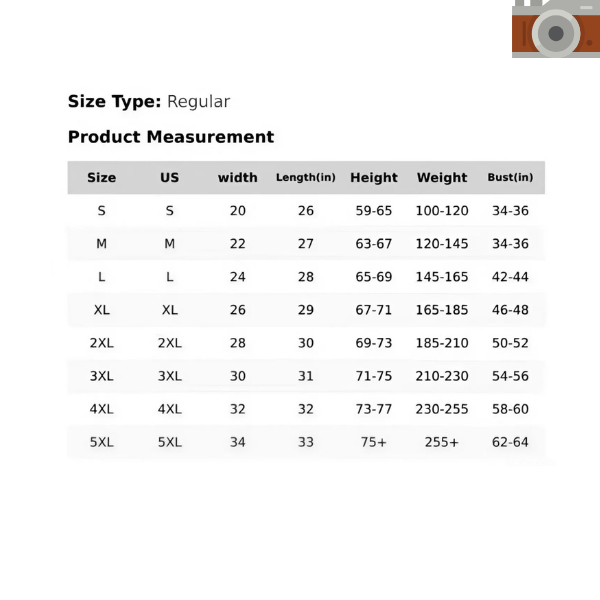 Size Type: Regular
Product Measurement
Size US width Length(in) Height Weight Bust(in)
S S 20 26 59-65 100-120 34-36
M M 22 27 63-67 120-145 34-36
L L 24 28 65-69 145-165 42-44
XL XL 26 29 67-71 165-185 46-48
2XL 2XL 28 30 69-73 185-210 50-52
3XL 3XL 30 31 71-75 210-230 54-56
4XL 4XL 32 32 73-77 230-255 58-60
5XL 5XL 34 33 75+ 255+ 62-64